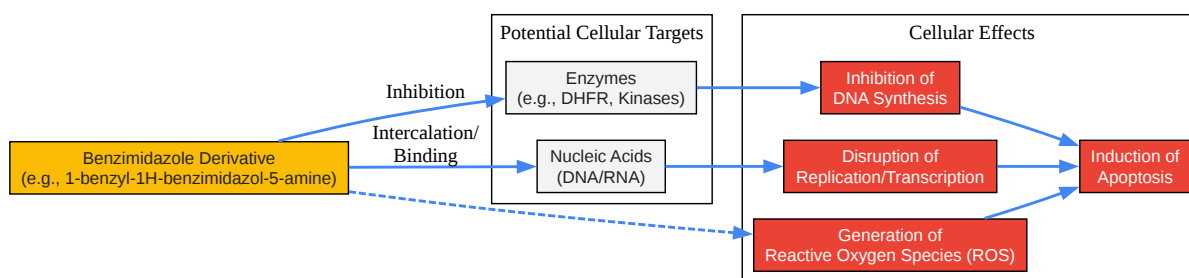 Potential Cellular Targets
Cellular Effects
Enzymes
(e.g., DHFR, Kinases)
Inhibition of
DNA Synthesis
Inhibition
Intercalation/
Binding
Benzimidazole Derivative
(e.g., 1-benzyl-1H-benzimidazol-5-amine)
Nucleic Acids
(DNA/RNA)
Disruption of
Replication/Transcription
Induction of
Apoptosis
Generation of
Reactive Oxygen Species (ROS)